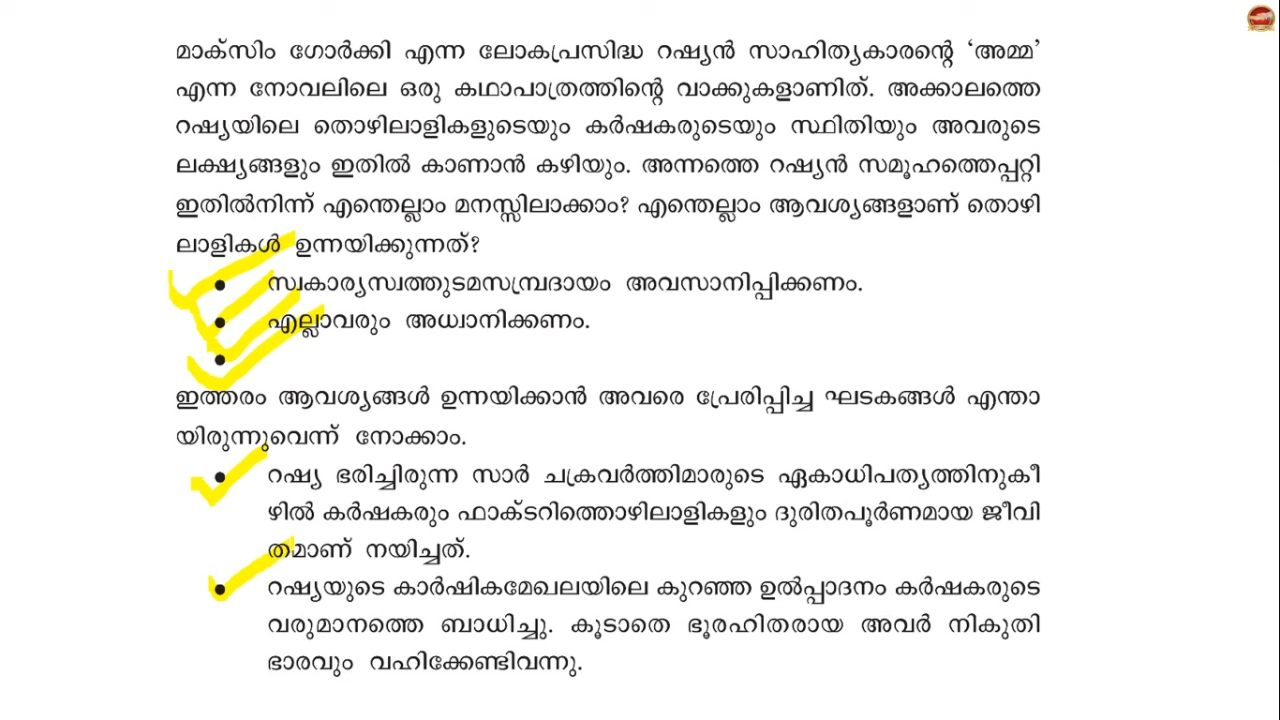 മാക്സിം ഗോർക്കി എന്ന ലോകപ്രസിദ്ധ റഷ്യൻ സാഹിത്യകാരന്റെ ‘അമ്മ’
എന്ന നോവലിലെ ഒരു കഥാപാത്രത്തിന്റെ വാക്കുകളാണിത്. അക്കാലത്തെ
റഷ്യയിലെ തൊഴിലാളികളുടെയും കർഷകരുടെയും സ്ഥിതിയും അവരുടെ
ലക്ഷ്യങ്ങളും ഇതിൽ കാണാൻ കഴിയും. അന്നത്തെ റഷ്യൻ സമൂഹത്തെപ്പറ്റി
ഇതിൽനിന്ന് എന്തെല്ലാം മനസ്സിലാക്കാം? എന്തെല്ലാം ആവശ്യങ്ങളാണ് തൊഴി
ലാളികൾ ഉന്നയിക്കുന്നത്?
• സ്വകാര്യസ്വത്തുടമസമ്പ്രദായം അവസാനിപ്പിക്കണം.
• എല്ലാവരും അധ്വാനിക്കണം.
•
ഇത്തരം ആവശ്യങ്ങൾ ഉന്നയിക്കാൻ അവരെ പ്രേരിപ്പിച്ച ഘടകങ്ങൾ എന്താ
യിരുന്നുവെന്ന് നോക്കാം.
• റഷ്യ ഭരിച്ചിരുന്ന സാർ ചക്രവർത്തിമാരുടെ ഏകാധിപത്യത്തിനുകീ
ഴിൽ കർഷകരും ഫാക്ടറിത്തൊഴിലാളികളും ദുരിതപൂർണമായ ജീവി
തമാണ് നയിച്ചത്.
• റഷ്യയുടെ കാർഷികമേഖലയിലെ കുറഞ്ഞ ഉൽപ്പാദനം കർഷകരുടെ
വരുമാനത്തെ ബാധിച്ചു. കൂടാതെ ഭൂരഹിതരായ അവർ നികുതി
ഭാരവും വഹിക്കേണ്ടിവന്നു.